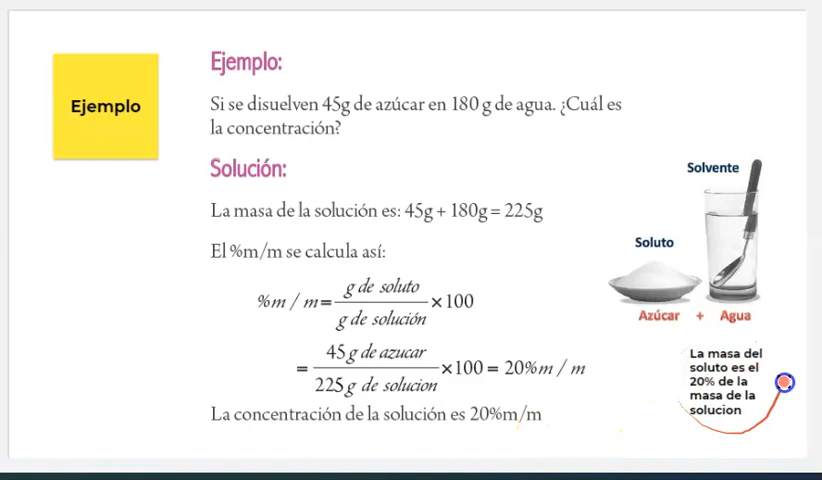 Ejemplo
Ejemplo:
Si se disuelven 45g de azúcar en 180 g de agua. ¿Cuál es
la concentración?
Solución:
La masa de la solución es: 45g + 180g = 225g
El %m/m se calcula así:
%m / m = g de soluto / g de solución × 100
= 45 g de azucar / 225 g de solucion × 100 = 20%m / m
La concentración de la solución es 20%m/m
Solvente
Soluto
Azúcar + Agua
La masa del
soluto es el
20% de la
masa de la
solucion